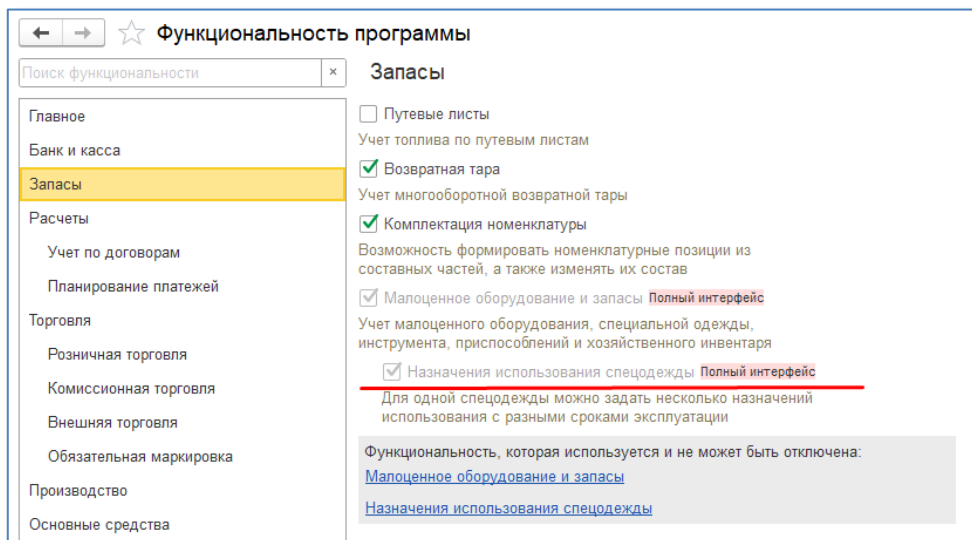 Функциональность программы
Поиск функциональности ×
Запасы
Главное
Банк и касса
Запасы
Расчеты
Учет по договорам
Планирование платежей
Торговля
Розничная торговля
Комиссионная торговля
Внешняя торговля
Обязательная маркировка
Производство
Основные средства
Путевые листы
Учет топлива по путевым листам
Возвратная тара
Учет многооборотной возвратной тары
Комплектация номенклатуры
Возможность формировать номенклатурные позиции из
составных частей, а также изменять их состав
Малоценное оборудование и запасы Полный интерфейс
Учет малоценного оборудования, специальной одежды,
инструмента, приспособлений и хозяйственного инвентаря
Назначения использования спецодежды Полный интерфейс
Для одной спецодежды можно задать несколько назначений
использования с разными сроками эксплуатации
Функциональность, которая используется и не может быть отключена:
Малоценное оборудование и запасы
Назначения использования спецодежды